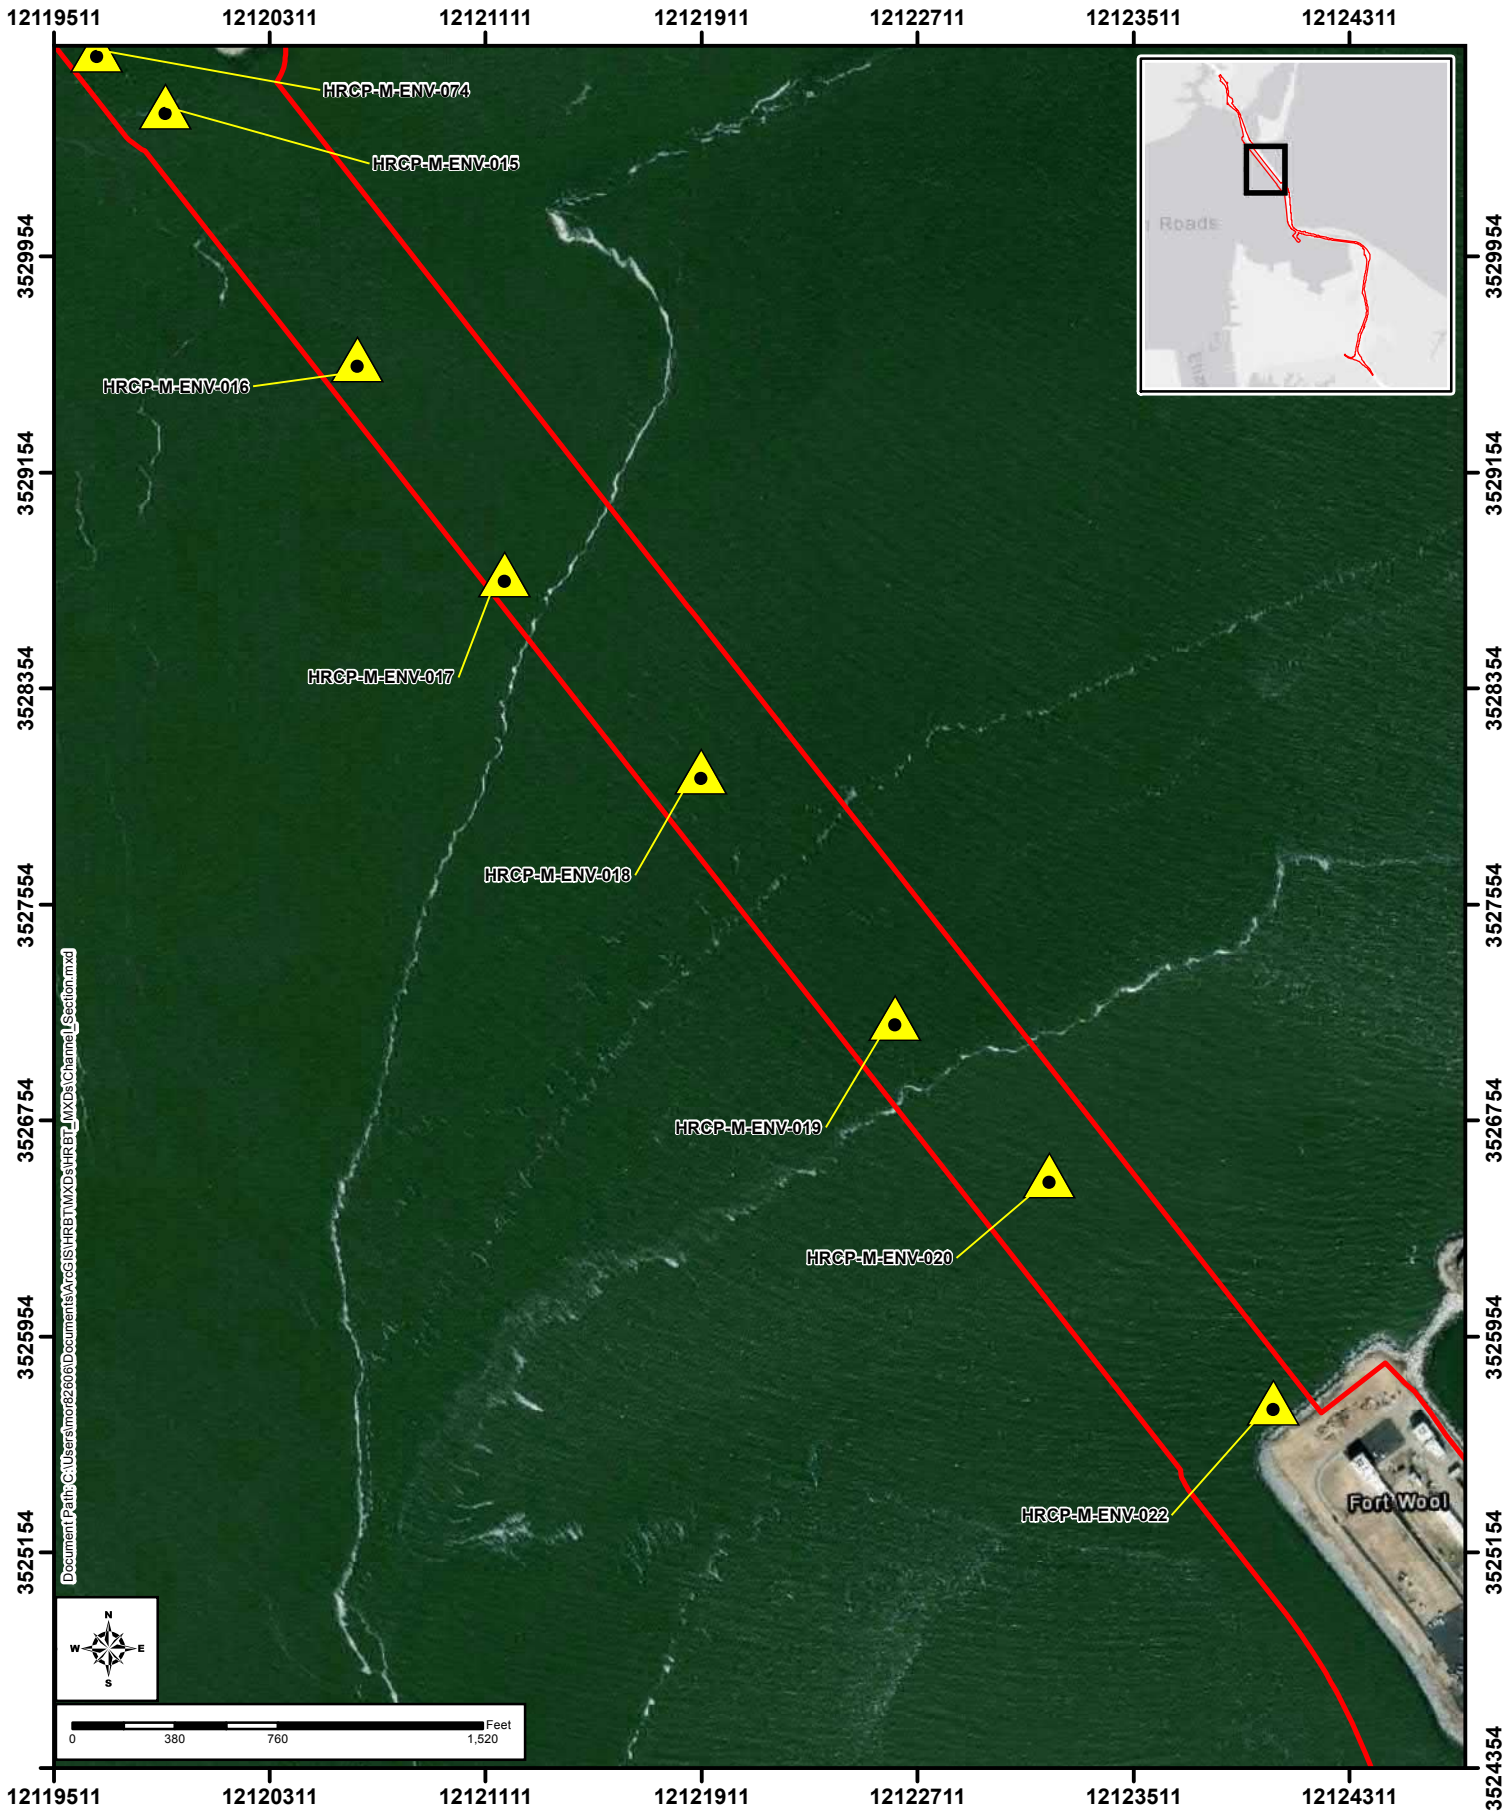 12119511 12120311 12121111 12121911 12122711 12123511 12124311
HRCP-M-ENV-074
HRCP-M-ENV-015
Roads
3529954 3529954
HRCP-M-ENV-016
3529154 3529154
HRCP-M-ENV-017
3528354 3528354
HRCP-M-ENV-018
3527554 3527554
HRCP-M-ENV-019
3526754 3526754
HRCP-M-ENV-020
3525954 3525954
HRCP-M-ENV-022
Fort Wool
3525154 3525154
Document Path: C:\Users\mor82606\Documents\ArcGIS\HRBT\MXDs\HRBT_MXDs\Channel_Section.mxd
N
W E
S
Feet
0 380 760 1,520
3524354
12119511 12120311 12121111 12121911 12122711 12123511 12124311